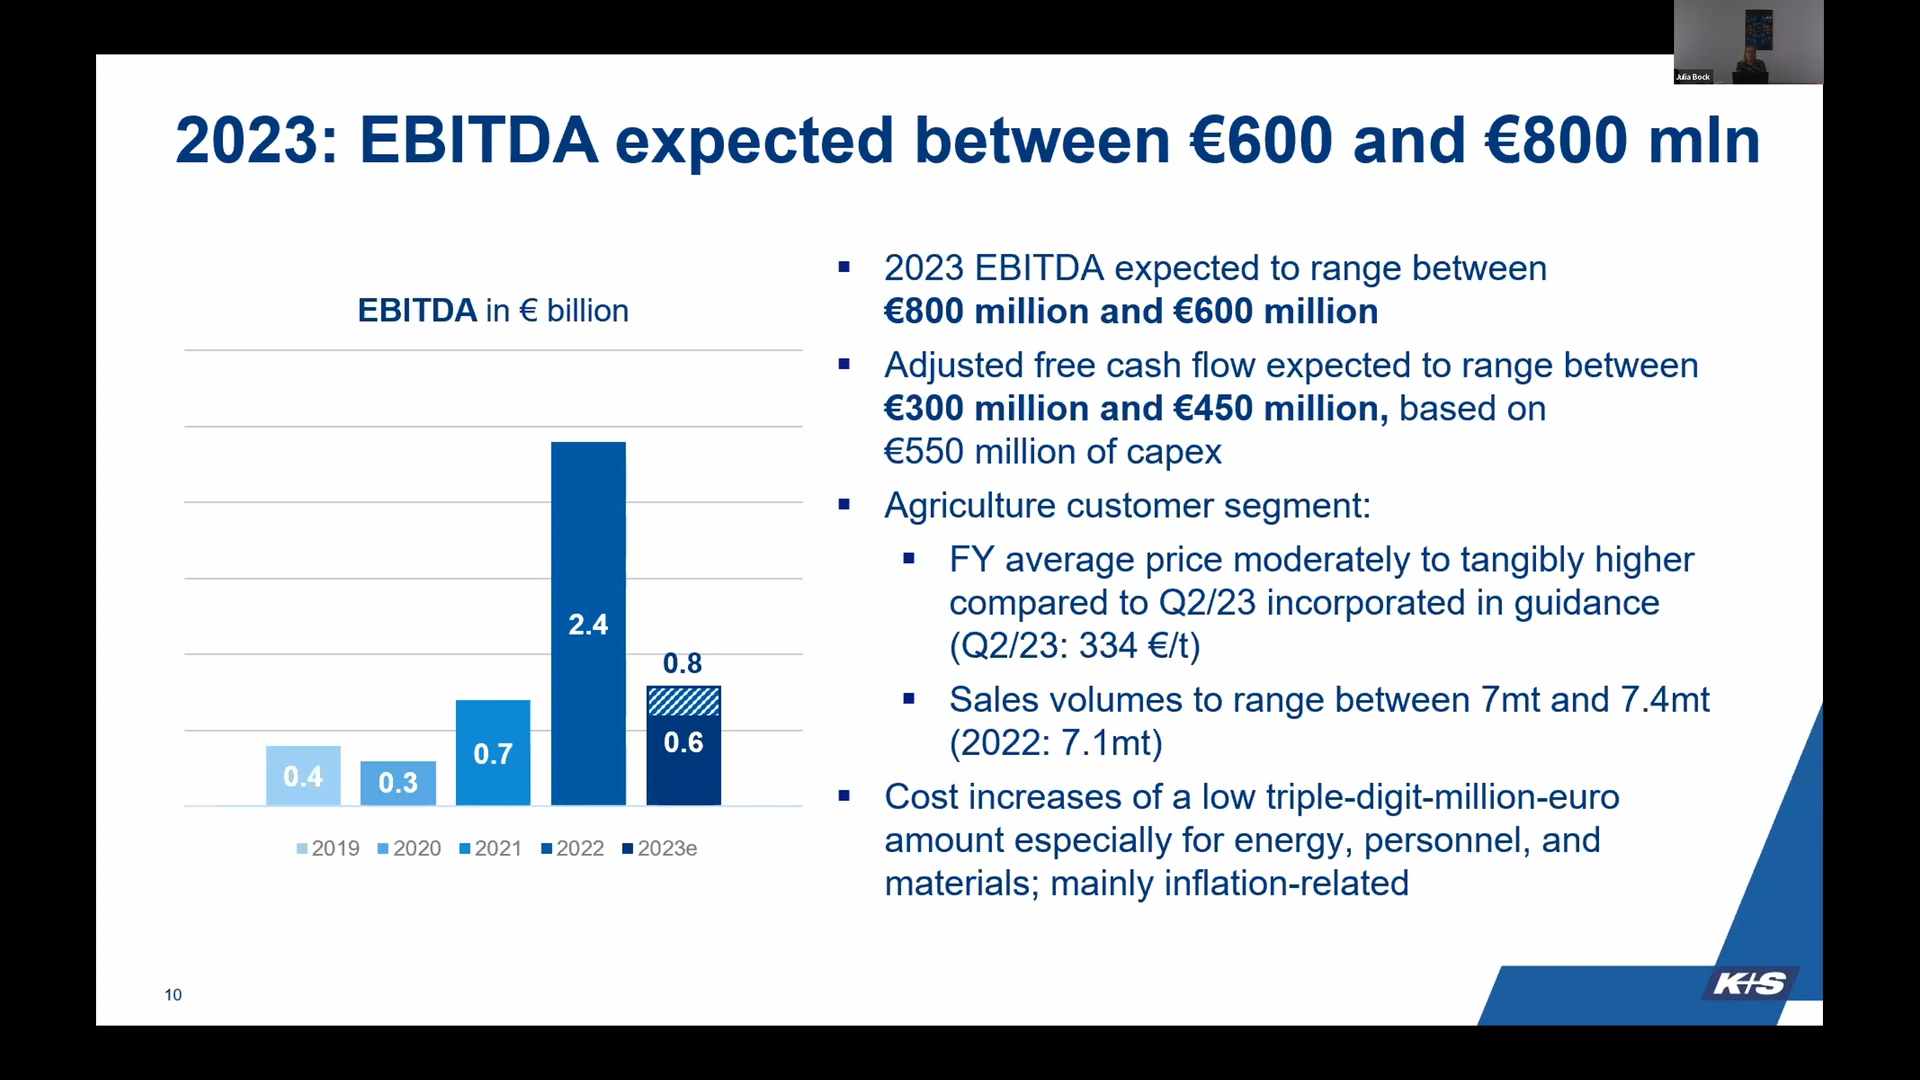 Julia Bock
2023: EBITDA expected between €600 and €800 mln
EBITDA in € billion
0.4
0.3
0.7
2.4
0.8
0.6
2019 2020 2021 2022 2023e
2023 EBITDA expected to range between
€800 million and €600 million
Adjusted free cash flow expected to range between
€300 million and €450 million, based on
€550 million of capex
Agriculture customer segment:
FY average price moderately to tangibly higher
compared to Q2/23 incorporated in guidance
(Q2/23: 334 €/t)
Sales volumes to range between 7mt and 7.4mt
(2022: 7.1mt)
Cost increases of a low triple-digit-million-euro
amount especially for energy, personnel, and
materials; mainly inflation-related
10
K+S